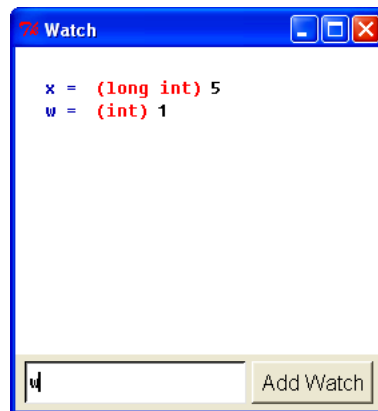 Watch
x = (long int) 5
w = (int) 1
w
Add Watch